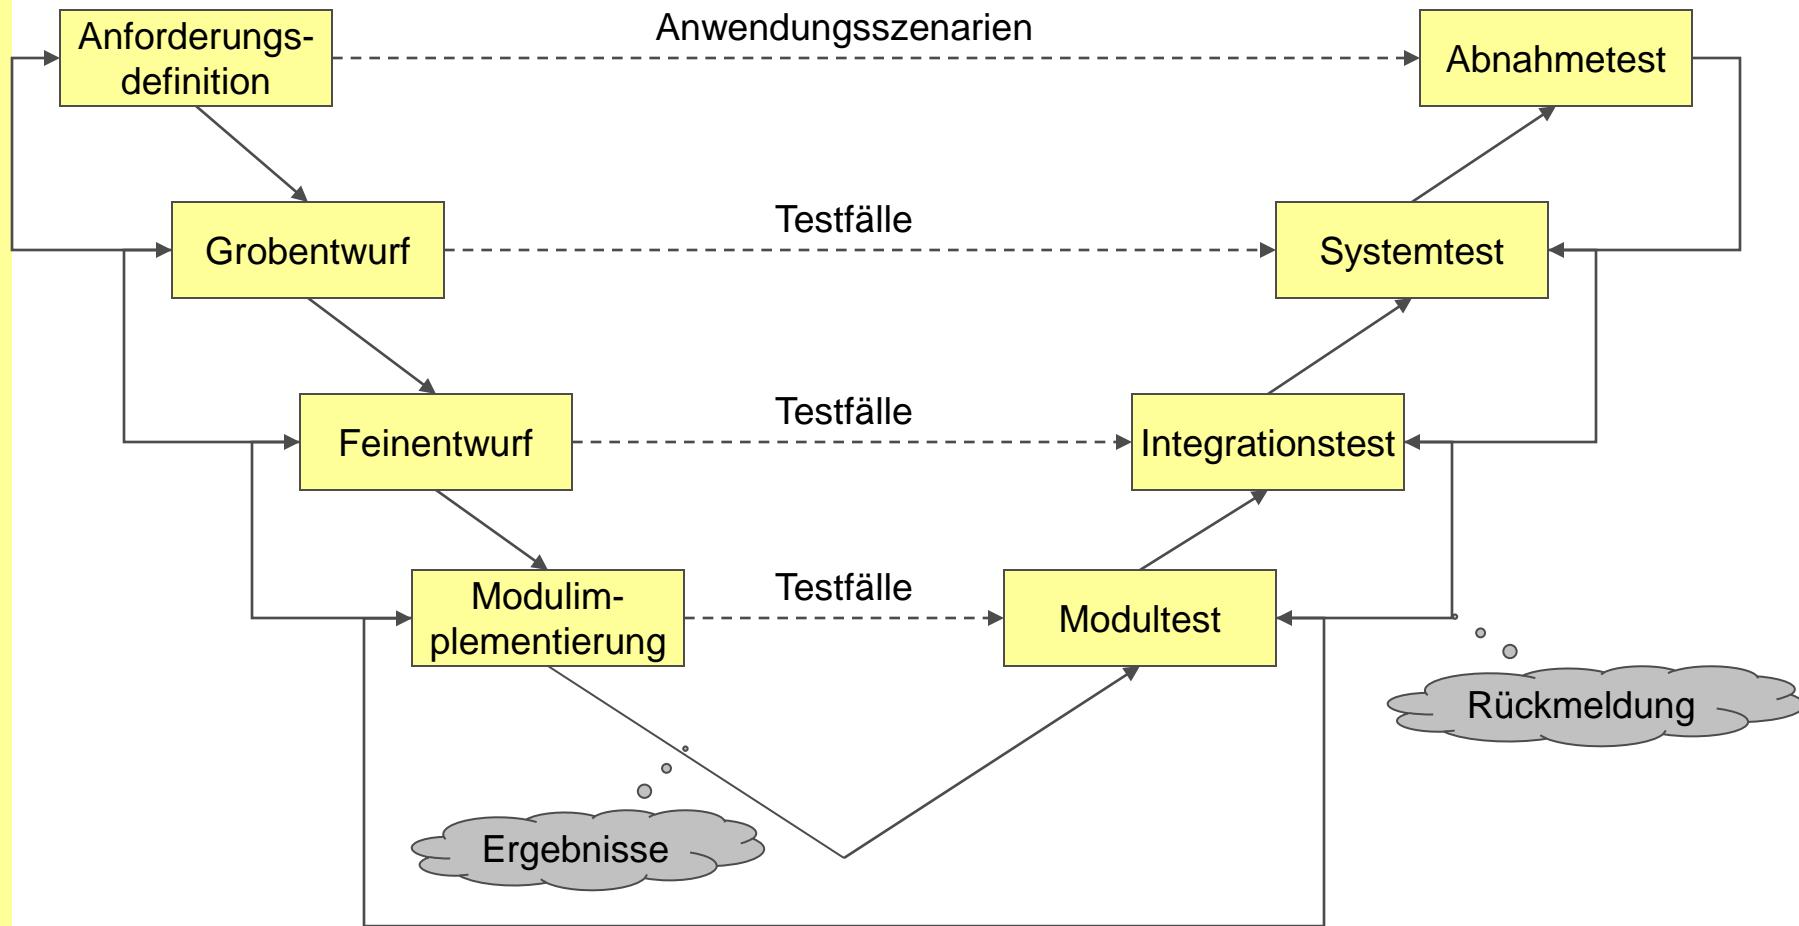 Anforderungs-
definition
Anwendungsszenarien
Abnahmetest
Grobentwurf
Testfälle
Systemtest
Feinentwurf
Testfälle
Integrationstest
Modulim-
plementierung
Testfälle
Modultest
Rückmeldung
Ergebnisse